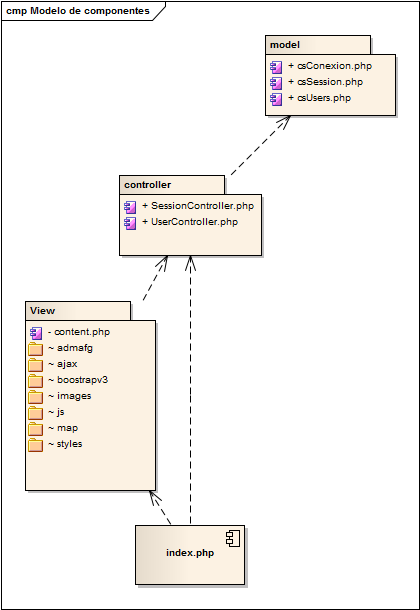 cmp Modelo de componentes
model
+ csConexion.php
+ csSession.php
+ csUsers.php
controller
+ SessionController.php
+ UserController.php
View
- content.php
~ admafg
~ ajax
~ boostrapv3
~ images
~ js
~ map
~ styles
index.php